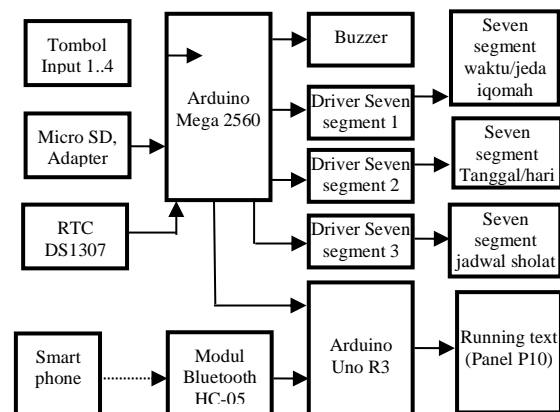 Tombol
Input 1..4
Micro SD,
Adapter
RTC
DS1307
Smart
phone
Arduino
Mega 2560
Modul
Bluetooth
HC-05
Buzzer
Driver Seven
segment 1
Driver Seven
segment 2
Driver Seven
segment 3
Arduino
Uno R3
Seven
segment
waktu/jeda
iqomah
Seven
segment
Tanggal/hari
Seven
segment
jadwal sholat
Running text
(Panel P10)